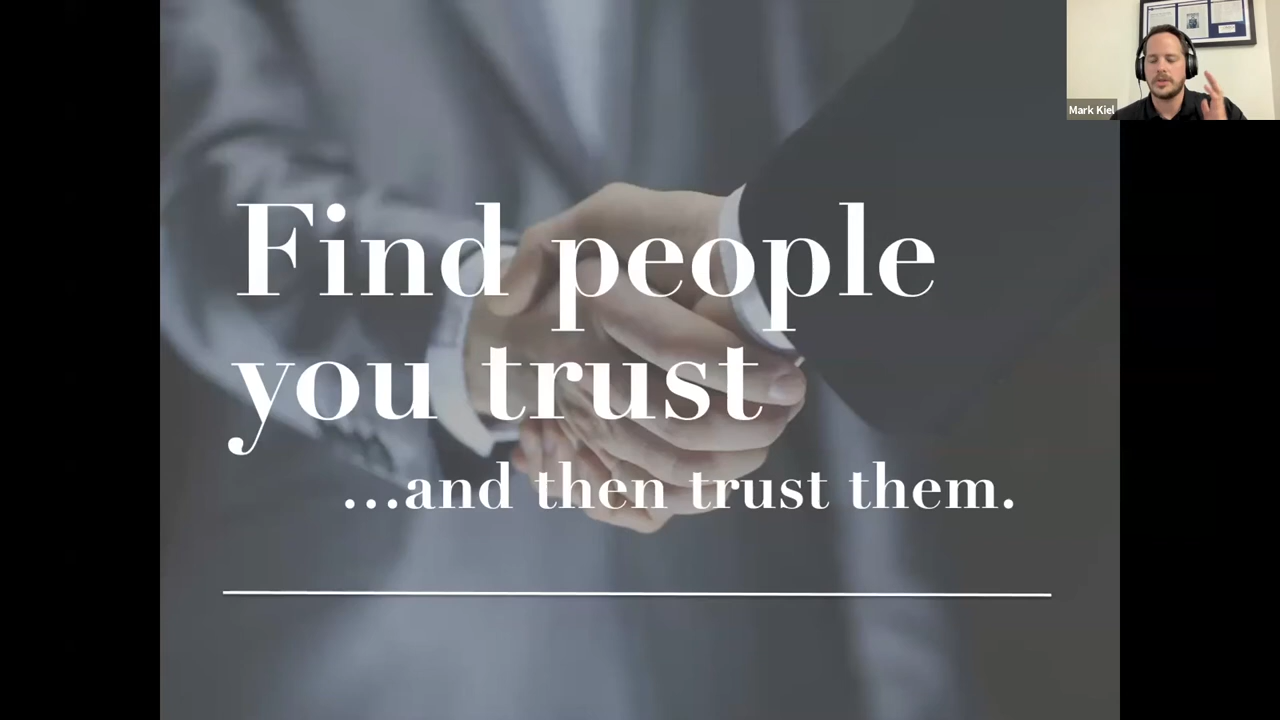 Find people
you trust
...and then trust them.
Mark Kiel